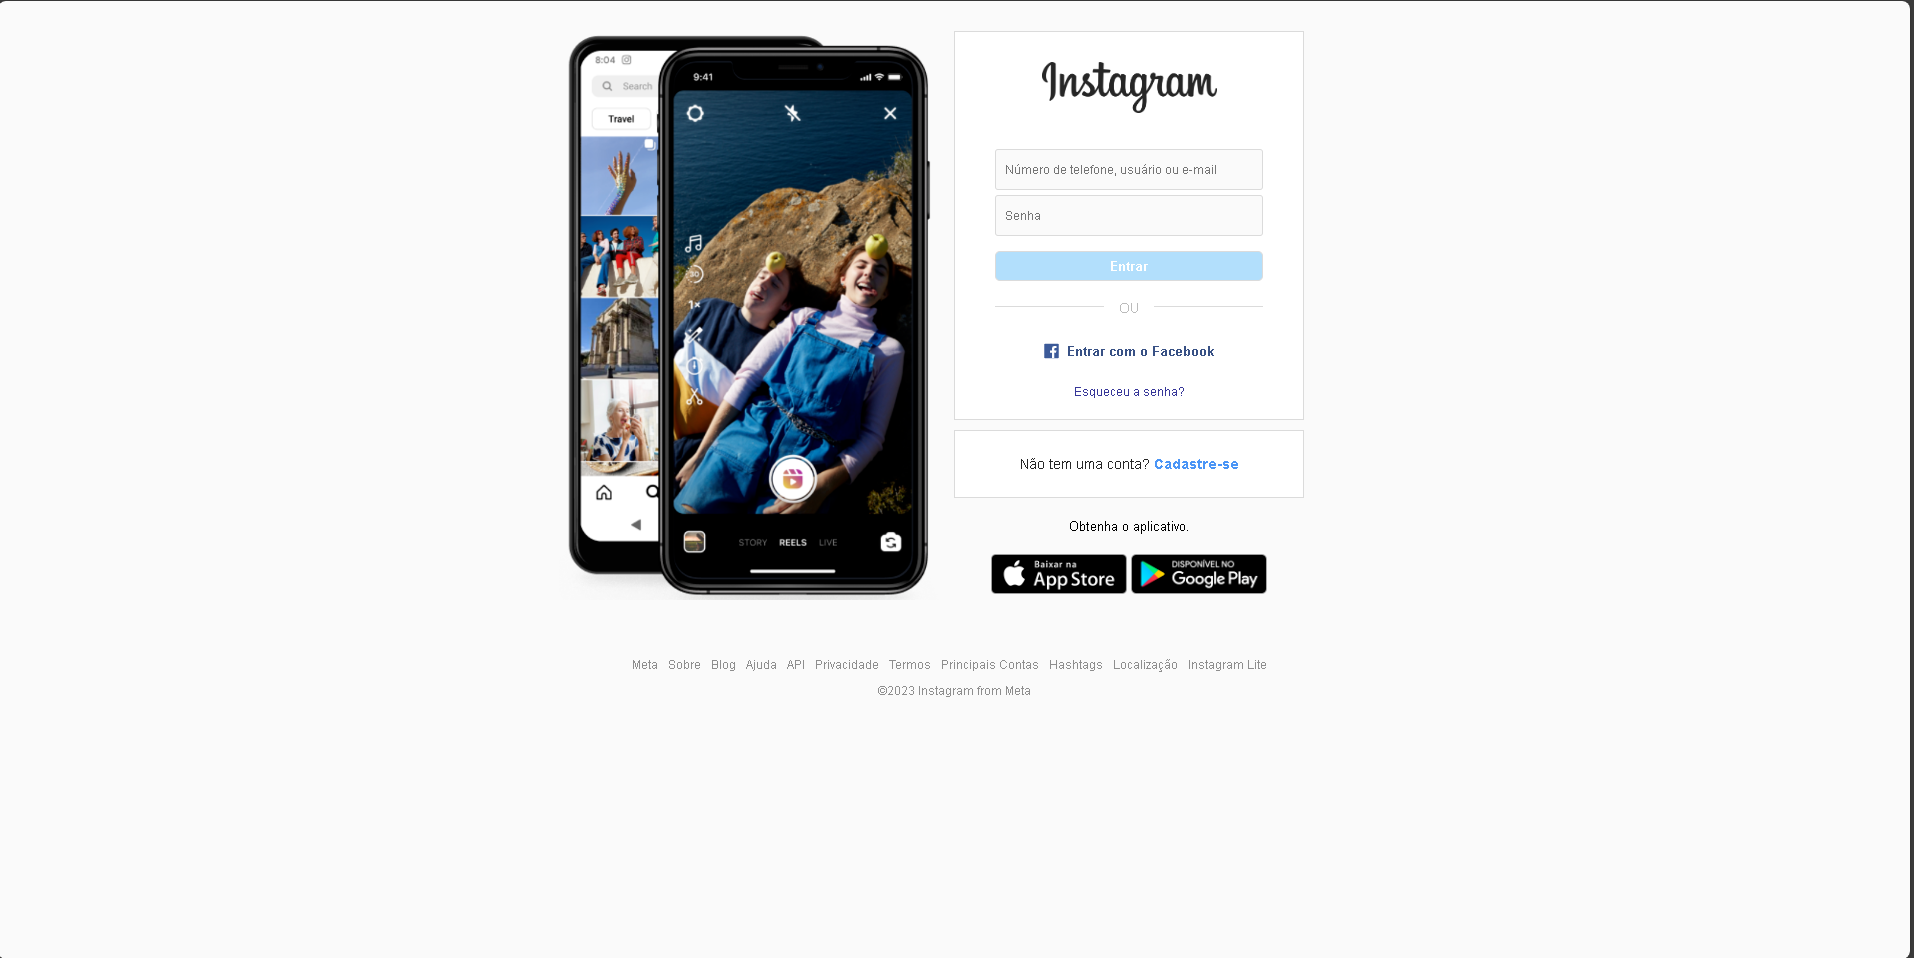 8:04
Search
Travel
9:41
30
1×
STORY REELS LIVE
Instagram
Número de telefone, usuário ou e-mail
Senha
Entrar
OU
Entrar com o Facebook
Esqueceu a senha?
Não tem uma conta? Cadastre-se
Obtenha o aplicativo.
Baixar na
App Store
DISPONÍVEL NO
Google Play
Meta Sobre Blog Ajuda API Privacidade Termos Principais Contas Hashtags Localização Instagram Lite
©2023 Instagram from Meta